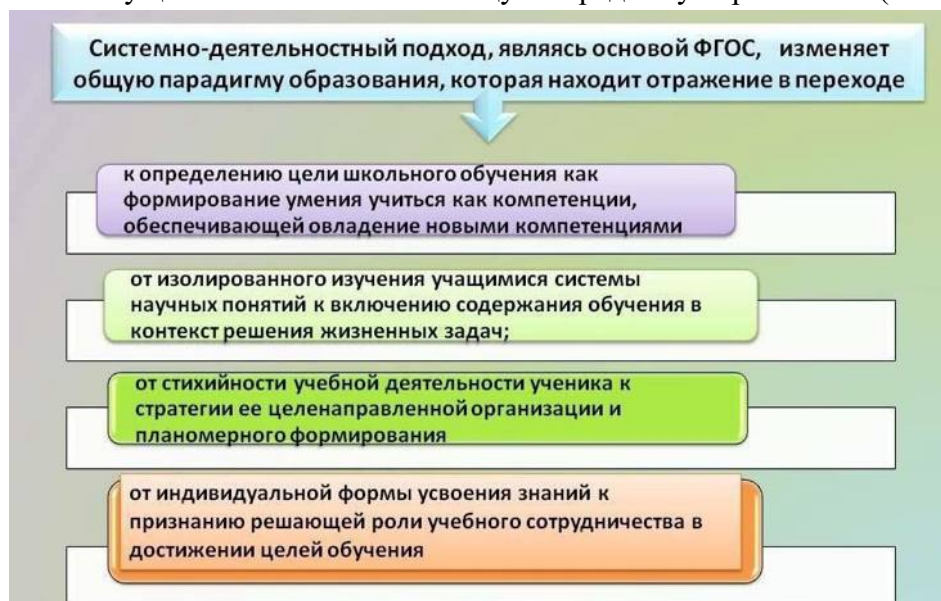 Системно-деятельностный подход, являясь основой ФГОС, изменяет
общую парадигму образования, которая находит отражение в переходе
к определению цели школьного обучения как
формирование умения учиться как компетенции,
обеспечивающей овладение новыми компетенциями
от изолированного изучения учащимися системы
научных понятий к включению содержания обучения в
контекст решения жизненных задач;
от стихийности учебной деятельности ученика к
стратегии ее целенаправленной организации и
планомерного формирования
от индивидуальной формы усвоения знаний к
признанию решающей роли учебного сотрудничества в
достижении целей обучения